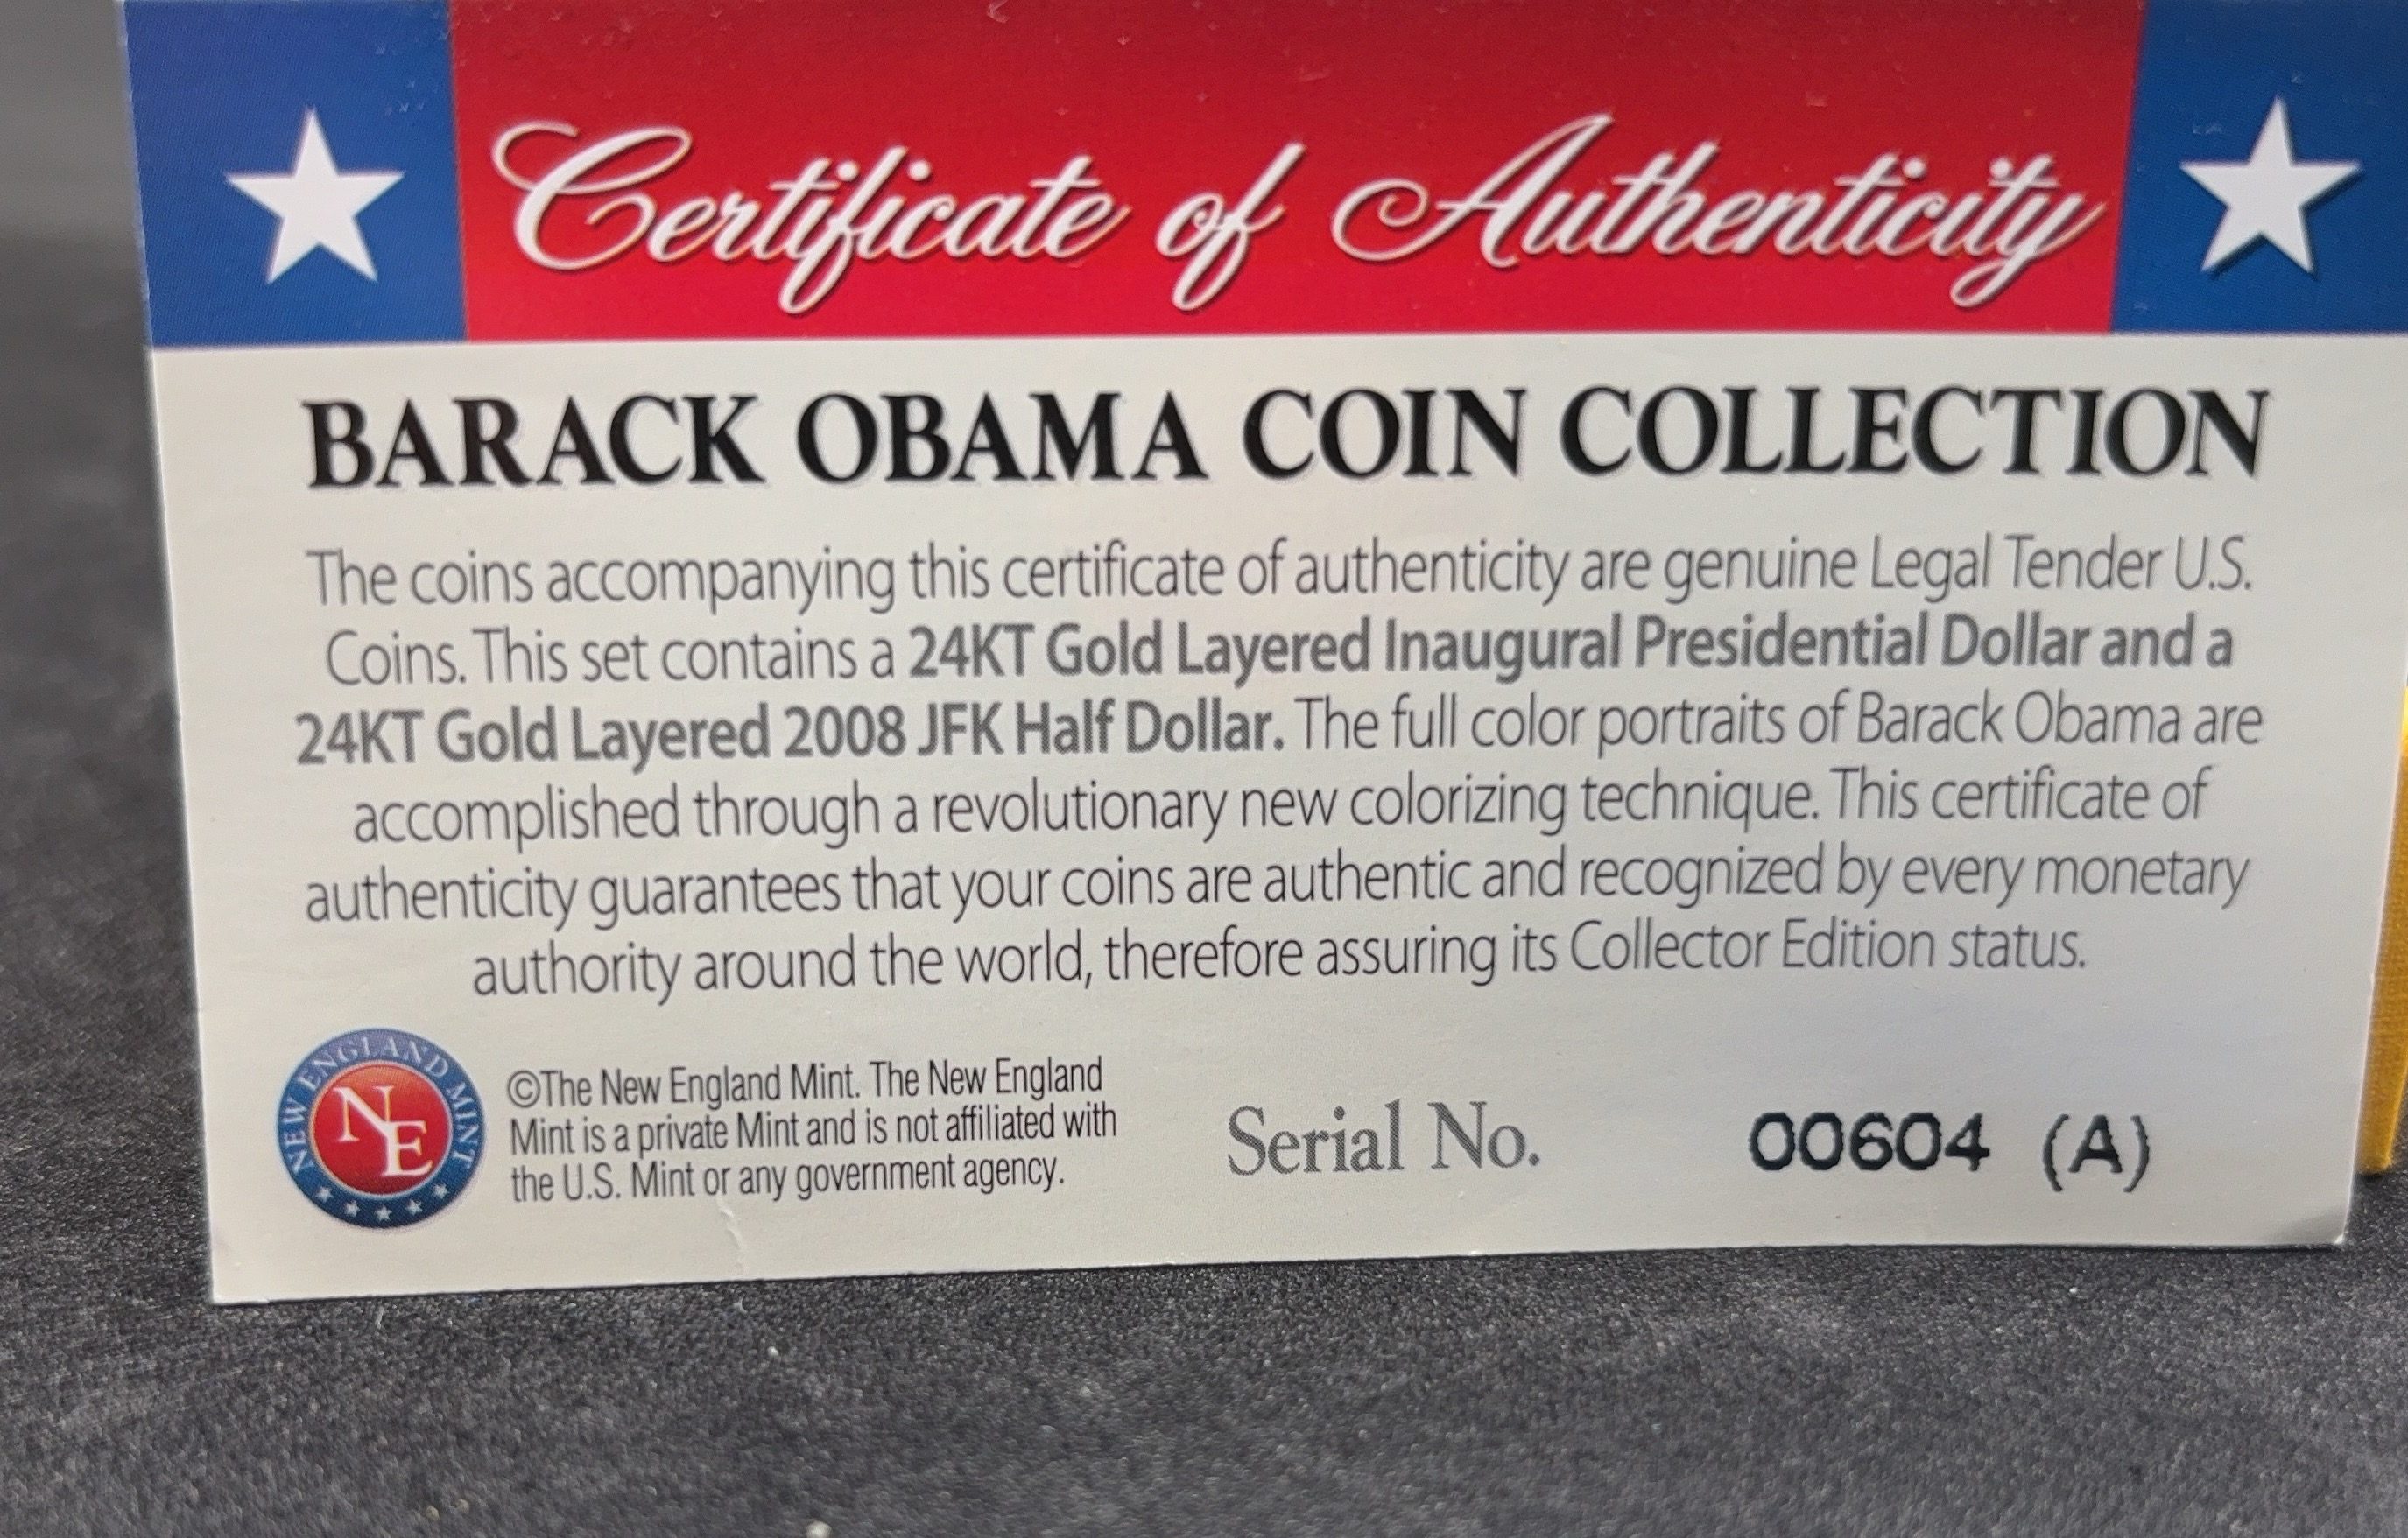 Certificate of Authenticity
BARACK OBAMA COIN COLLECTION
The coins accompanying this certificate of authenticity are genuine Legal Tender U.S.
Coins. This set contains a 24KT Gold Layered Inaugural Presidential Dollar and a
24KT Gold Layered 2008 JFK Half Dollar. The full color portraits of Barack Obama are
accomplished through a revolutionary new colorizing technique. This certificate of
authenticity guarantees that your coins are authentic and recognized by every monetary
authority around the world, therefore assuring its Collector Edition status.
NEW ENGLAND MINT
NE
©The New England Mint. The New England
Mint is a private Mint and is not affiliated with
the U.S. Mint or any government agency.
Serial No. 00604 (A)